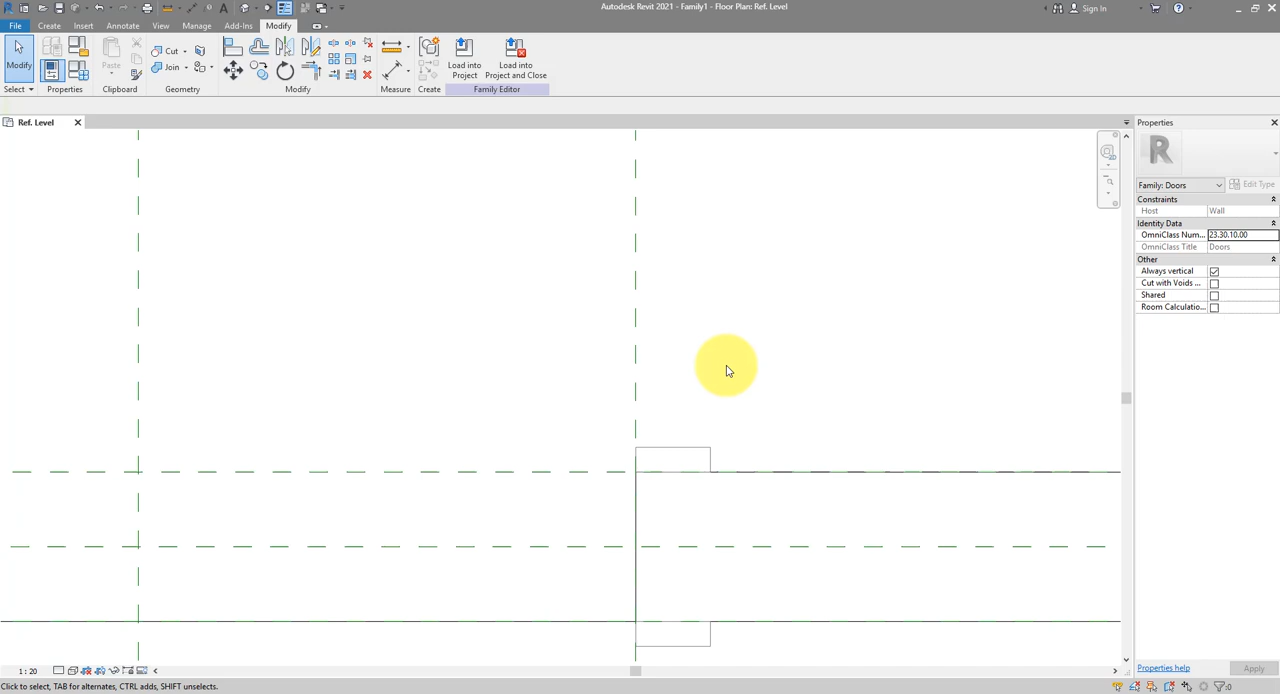 Autodesk Revit 2021 - Family1 - Floor Plan: Ref. Level
Sign In
File Create Insert Annotate View Manage Add-Ins Modify
Modify
Paste
Cut
Join
Load into
Project
Load into
Project and Close
Select Properties Clipboard Geometry Modify Measure Create Family Editor
Ref. Level
Properties
2D
R
Family: Doors
Edit Type
Constraints
Host Wall
Identity Data
OmniClass Num... 23.30.10.00
OmniClass Title Doors
Other
Always vertical
Cut with Voids ...
Shared
Room Calculatio...
1 : 20
Properties help
Apply
Click to select, TAB for alternates, CTRL adds, SHIFT unselects.
:0